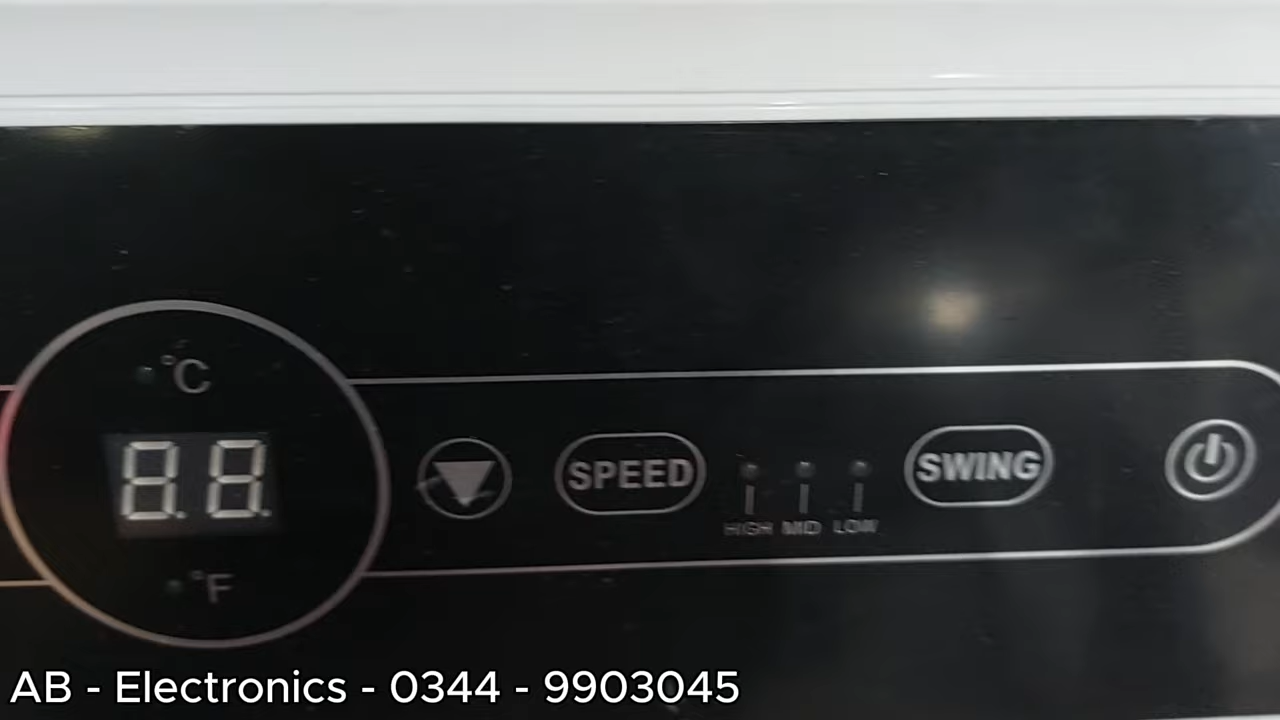 °C
8.8.
SPEED
HIGH MID LOW
SWING
°F
AB - Electronics - 0344 - 9903045